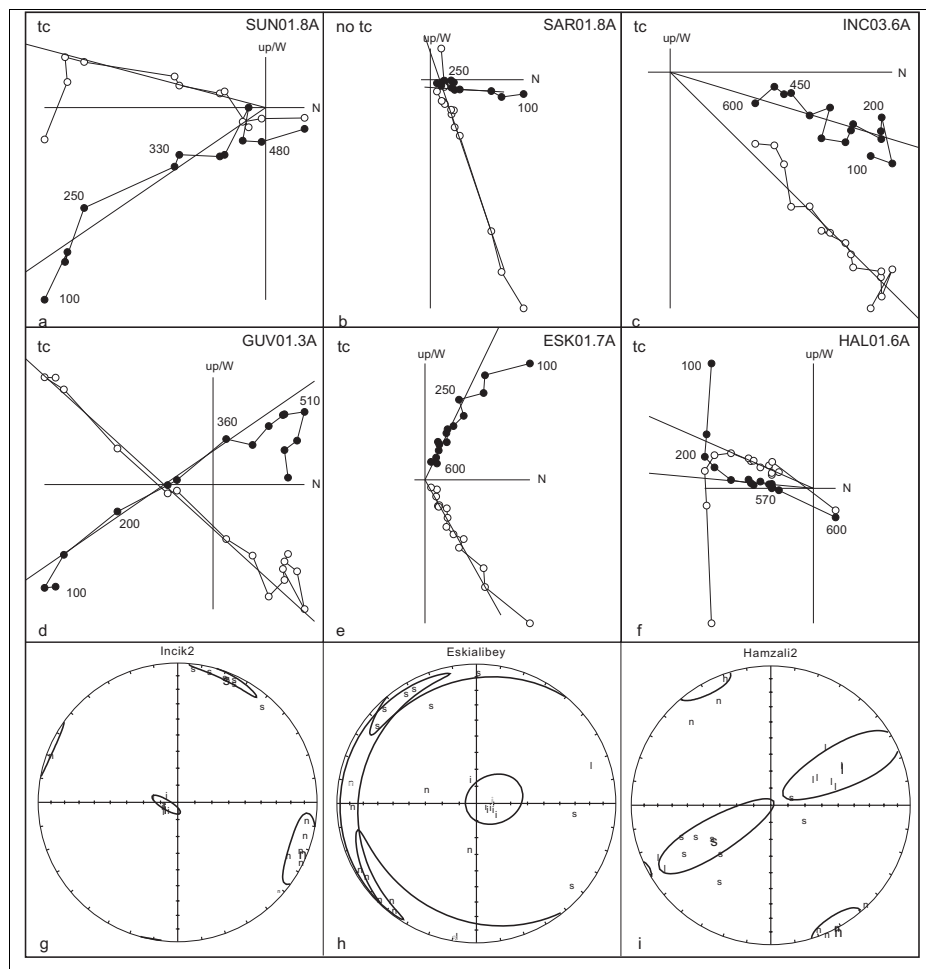 tc SUN01.8A
up/W
N
330
480
250
100
a
no tc SAR01.8A
up/W
250
N
100
b
tc INC03.6A
up/W
N
450
600
200
100
c
tc GUV01.3A
up/W
510
360
N
200
100
d
tc ESK01.7A
up/W
100
250
600
N
e
tc HAL01.6A
up/W
100
200
N
570
600
f
Incik2
g
Eskialibey
h
Hamzali2
i